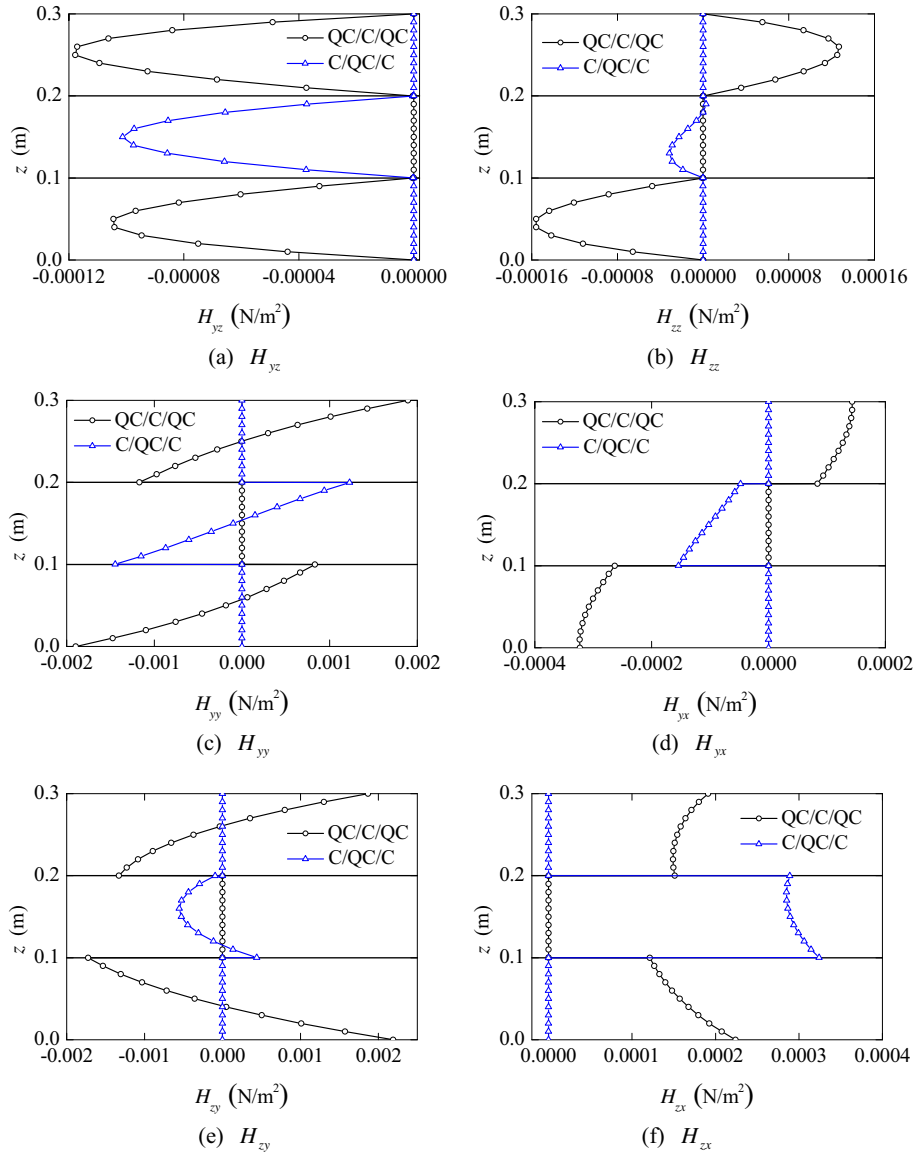 0.3
0.2
0.1
0.0
z (m)
QC/C/QC
C/QC/C
-0.00012 -0.00008 -0.00004 0.00000
H_yz (N/m²)
(a) H_yz
0.3
0.2
0.1
0.0
z (m)
QC/C/QC
C/QC/C
-0.00016 -0.00008 0.00000 0.00008 0.00016
H_zz (N/m²)
(b) H_zz
0.3
0.2
0.1
0.0
z (m)
QC/C/QC
C/QC/C
-0.002 -0.001 0.000 0.001 0.002
H_yy (N/m²)
(c) H_yy
0.3
0.2
0.1
0.0
z (m)
QC/C/QC
C/QC/C
-0.0004 -0.0002 0.0000 0.0002
H_yx (N/m²)
(d) H_yx
0.3
0.2
0.1
0.0
z (m)
QC/C/QC
C/QC/C
-0.002 -0.001 0.000 0.001 0.002
H_zy (N/m²)
(e) H_zy
0.3
0.2
0.1
0.0
z (m)
QC/C/QC
C/QC/C
0.0000 0.0001 0.0002 0.0003 0.0004
H_zx (N/m²)
(f) H_zx